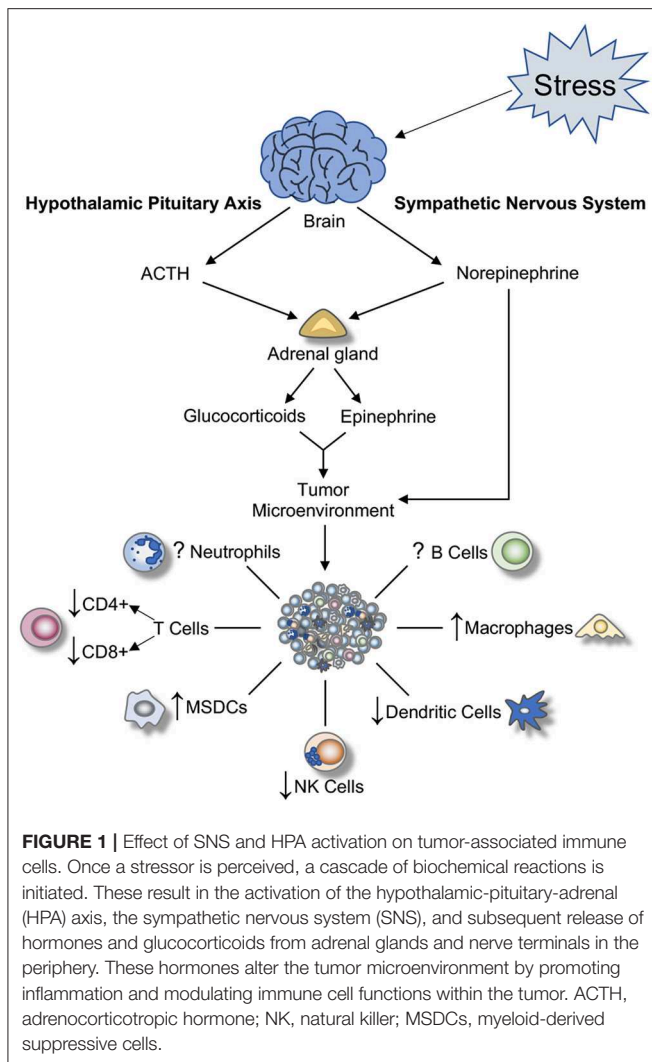 Stress
Hypothalamic Pituitary Axis
Sympathetic Nervous System
Brain
ACTH
Norepinephrine
Adrenal gland
Glucocorticoids
Epinephrine
Tumor
Microenvironment
? Neutrophils
? B Cells
↓CD4+
T Cells
↓CD8+
↑Macrophages
↑MSDCs
↓Dendritic Cells
↓NK Cells
FIGURE 1 | Effect of SNS and HPA activation on tumor-associated immune
cells. Once a stressor is perceived, a cascade of biochemical reactions is
initiated. These result in the activation of the hypothalamic-pituitary-adrenal
(HPA) axis, the sympathetic nervous system (SNS), and subsequent release of
hormones and glucocorticoids from adrenal glands and nerve terminals in the
periphery. These hormones alter the tumor microenvironment by promoting
inflammation and modulating immune cell functions within the tumor. ACTH,
adrenocorticotropic hormone; NK, natural killer; MSDCs, myeloid-derived
suppressive cells.